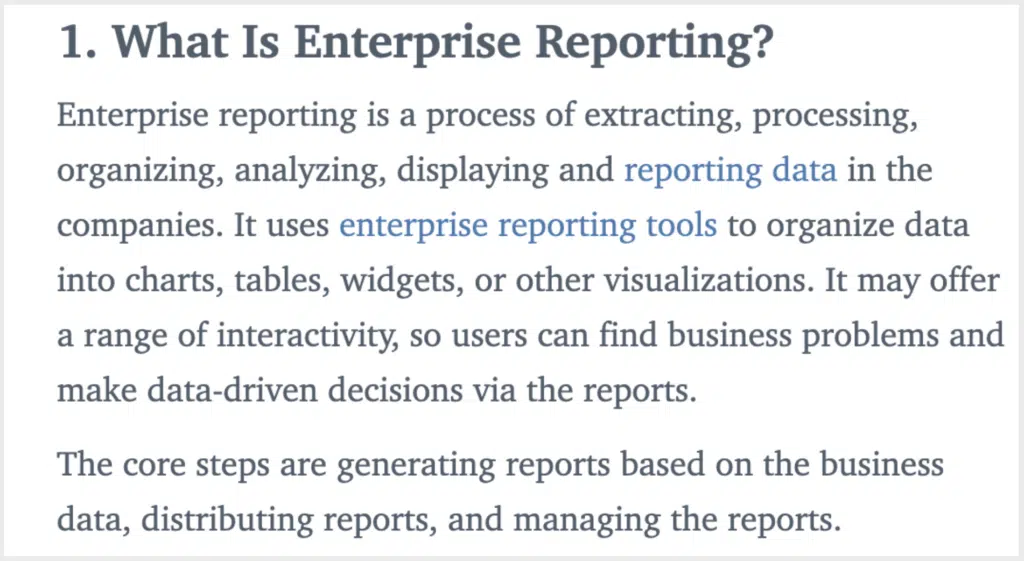 1. What Is Enterprise Reporting?
Enterprise reporting is a process of extracting, processing,
organizing, analyzing, displaying and reporting data in the
companies. It uses enterprise reporting tools to organize data
into charts, tables, widgets, or other visualizations. It may offer
a range of interactivity, so users can find business problems and
make data-driven decisions via the reports.
The core steps are generating reports based on the business
data, distributing reports, and managing the reports.